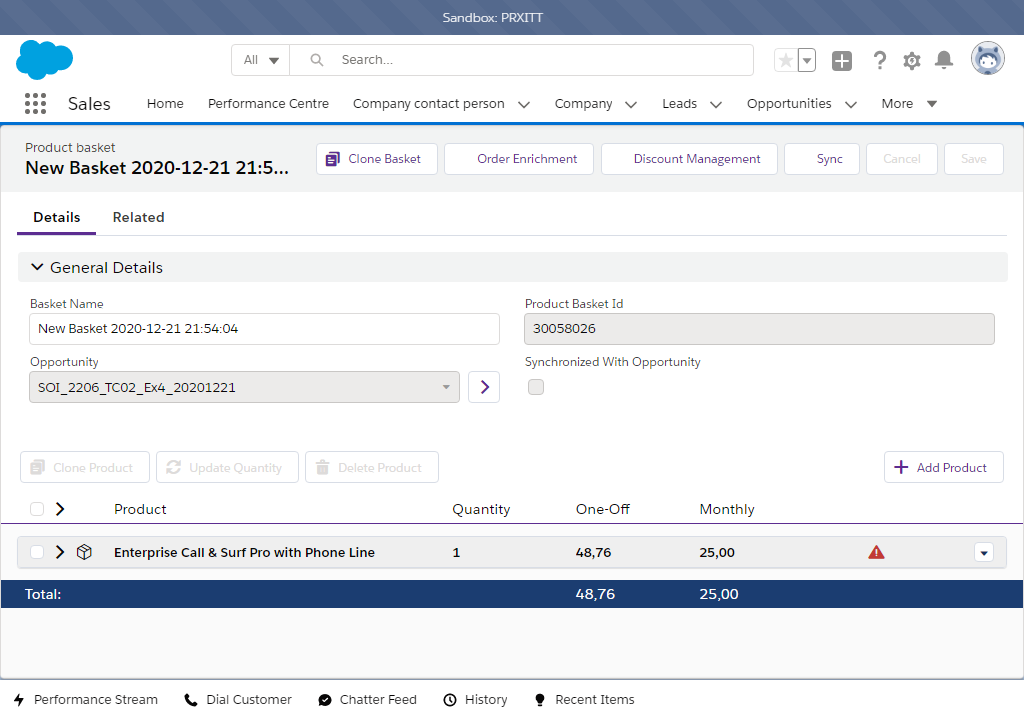 Sandbox: PRXITT
All
Search...
Sales Home Performance Centre Company contact person Company Leads Opportunities More
Product basket
New Basket 2020-12-21 21:5...
Clone Basket Order Enrichment Discount Management Sync Cancel Save
Details Related
General Details
Basket Name Product Basket Id
New Basket 2020-12-21 21:54:04 30058026
Opportunity Synchronized With Opportunity
SOI_2206_TC02_Ex4_20201221
Clone Product Update Quantity Delete Product Add Product
Product Quantity One-Off Monthly
Enterprise Call & Surf Pro with Phone Line 1 48,76 25,00
Total: 48,76 25,00
Performance Stream Dial Customer Chatter Feed History Recent Items